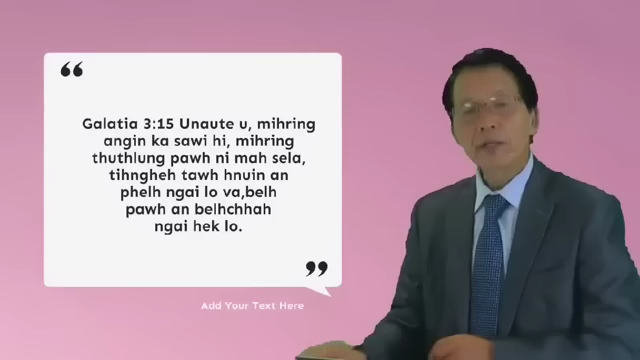 Galatia 3:15 Unaute u, mihring
angin ka sawi hi, mihring
thuthlung pawh ni mah sela,
tihngheh tawh hnuin an
phelh ngai lo va,belh
pawh an belhchhah
ngai hek lo.
Add Your Text Here